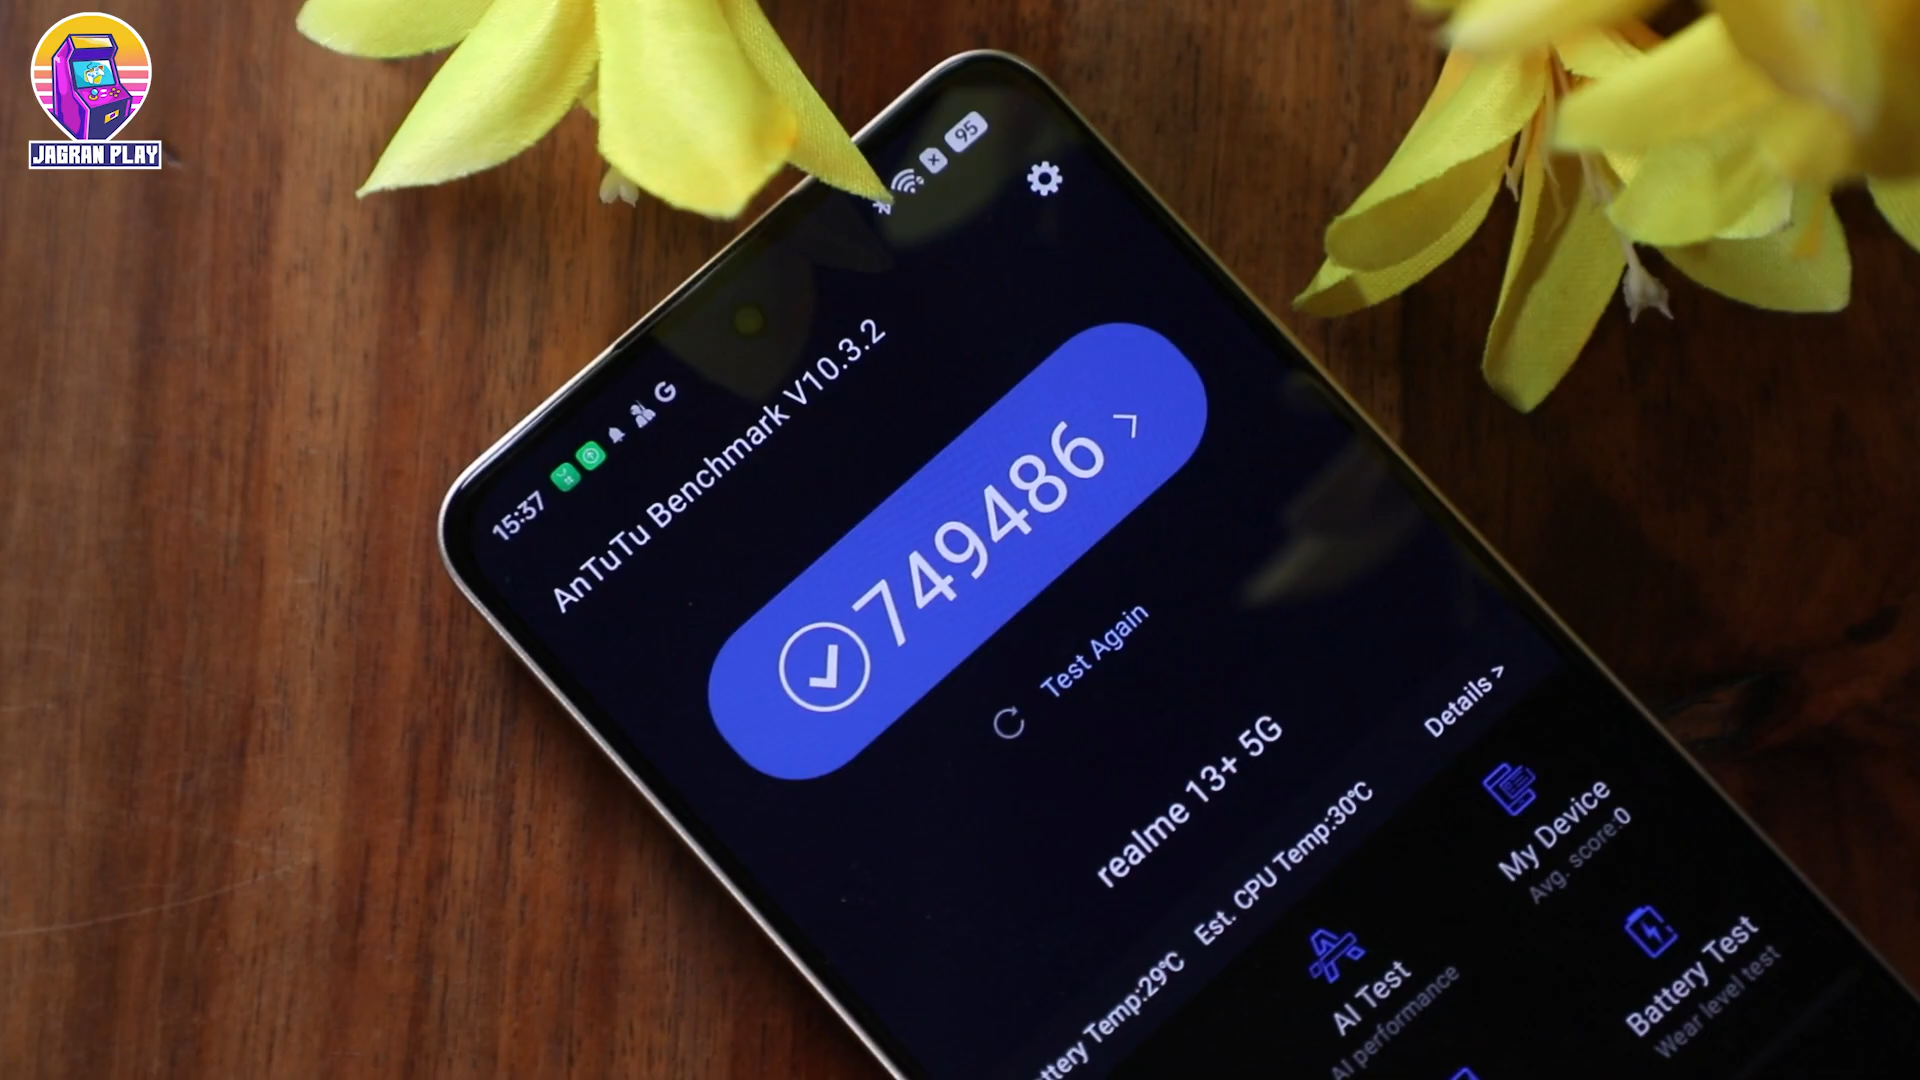 JAGRAN PLAY
15:37
G
95
AnTuTu Benchmark V10.3.2
749486 >
Test Again
realme 13+ 5G
Details >
Est. CPU Temp:30℃
ttery Temp:29℃
My Device
Avg. score:0
AI Test
AI performance
Battery Test
Wear level test